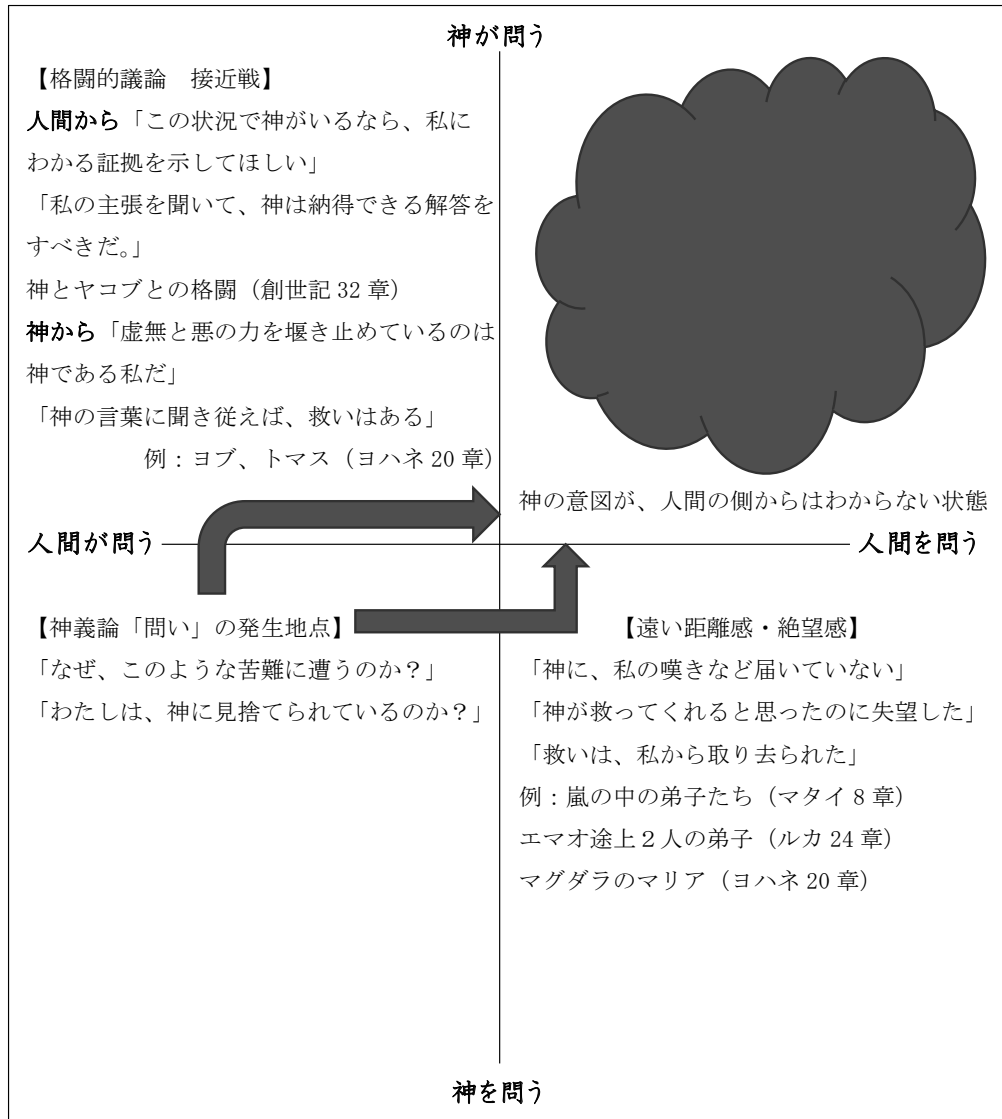 神が問う
【格闘的議論　接近戦】
人間から「この状況で神がいるなら、私に
わかる証拠を示してほしい」
「私の主張を聞いて、神は納得できる解答を
すべきだ。」
神とヤコブとの格闘（創世記 32 章）
神から「虚無と悪の力を堰き止めているのは
神である私だ」
「神の言葉に聞き従えば、救いはある」
例：ヨブ、トマス（ヨハネ 20 章）
神の意図が、人間の側からはわからない状態
人間が問う
人間を問う
【神義論「問い」の発生地点】
「なぜ、このような苦難に遭うのか？」
「わたしは、神に見捨てられているのか？」
【遠い距離感・絶望感】
「神に、私の嘆きなど届いていない」
「神が救ってくれると思ったのに失望した」
「救いは、私から取り去られた」
例：嵐の中の弟子たち（マタイ 8 章）
エマオ途上２人の弟子（ルカ 24 章）
マグダラのマリア（ヨハネ 20 章）
神を問う